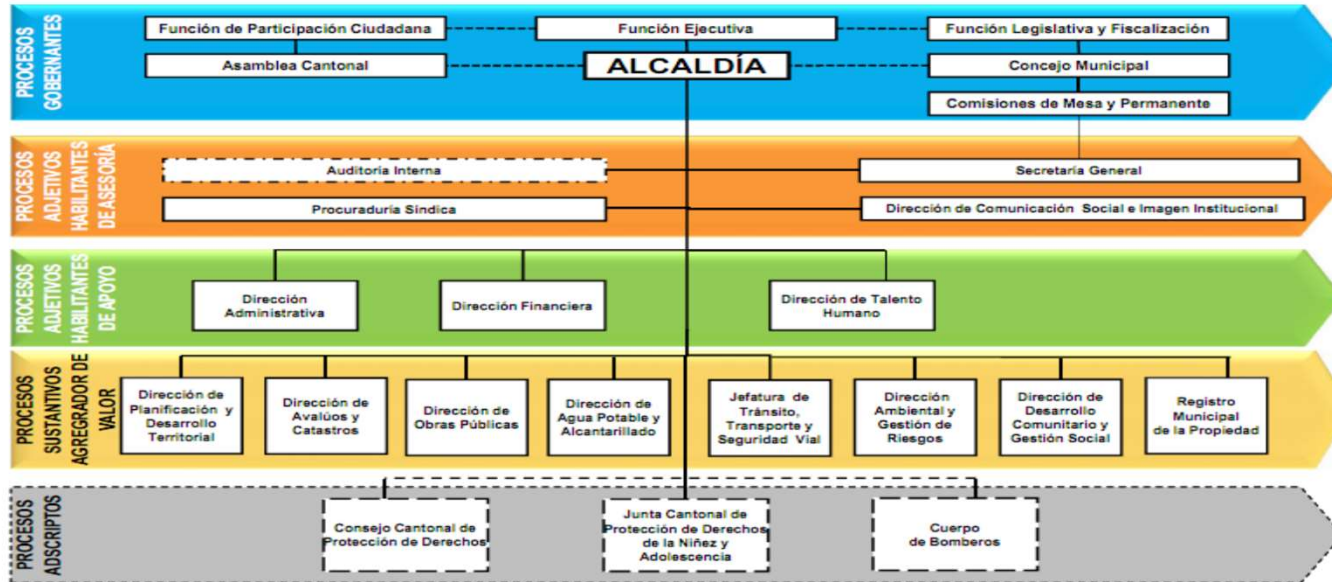 PROCESOS
GOBERNANTES
Función de Participación Ciudadana
Función Ejecutiva
Función Legislativa y Fiscalización
Asamblea Cantonal
ALCALDÍA
Concejo Municipal
Comisiones de Mesa y Permanente
PROCESOS
ADJETIVOS
HABILITANTES
DE ASESORÍA
Auditoria Interna
Secretaría General
Procuraduría Sindica
Dirección de Comunicación Social e Imagen Institucional
PROCESOS
ADJETIVOS
HABILITANTES
DE APOYO
Dirección
Administrativa
Dirección Financiera
Dirección de Talento
Humano
PROCESOS
SUSTANTIVOS
AGREGRADOR DE
VALOR
Dirección de
Planificación y
Desarrollo
Territorial
Dirección de
Avalúos y
Catastros
Dirección de
Obras Públicas
Dirección de
Agua Potable y
Alcantarillado
Jefatura de
Tránsito,
Transporte y
Seguridad Vial
Dirección
Ambiental y
Gestión de
Riesgos
Dirección de
Desarrollo
Comunitario y
Gestión Social
Registro
Municipal
de la Propiedad
PROCESOS
ADSCRIPTOS
Consejo Cantonal de
Protección de Derechos
Junta Cantonal de
Protección de Derechos
de la Niñez y
Adolescencia
Cuerpo
de Bomberos